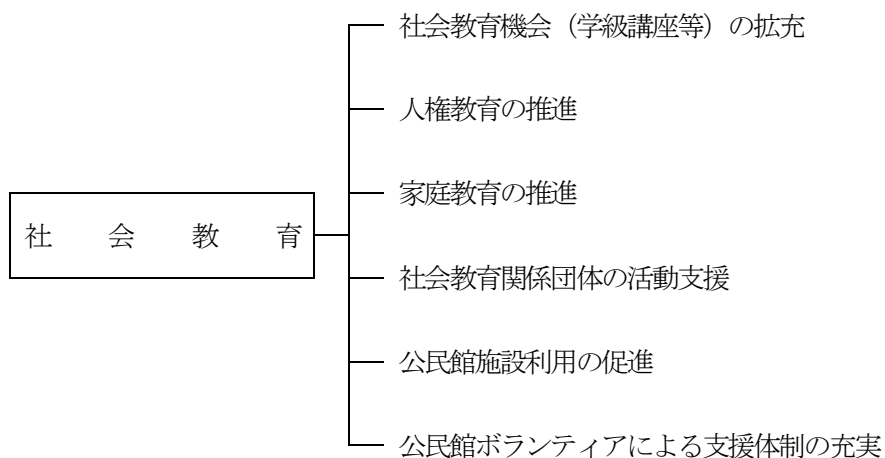 社会教育機会（学級講座等）の拡充
人権教育の推進
家庭教育の推進
社会教育
社会教育関係団体の活動支援
公民館施設利用の促進
公民館ボランティアによる支援体制の充実